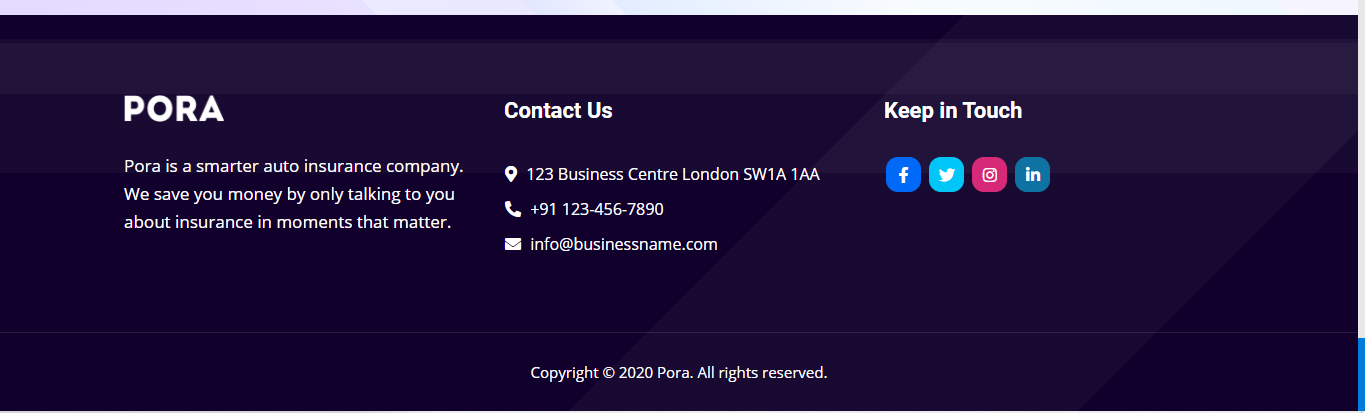 PORA
Pora is a smarter auto insurance company.
We save you money by only talking to you
about insurance in moments that matter.
Contact Us
123 Business Centre London SW1A 1AA
+91 123-456-7890
info@businessname.com
Keep in Touch
Copyright © 2020 Pora. All rights reserved.